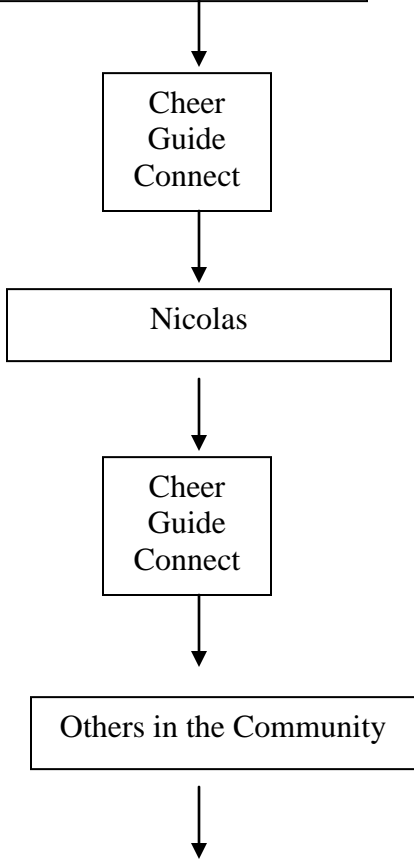 Cheer
Guide
Connect
Nicolas
Cheer
Guide
Connect
Others in the Community